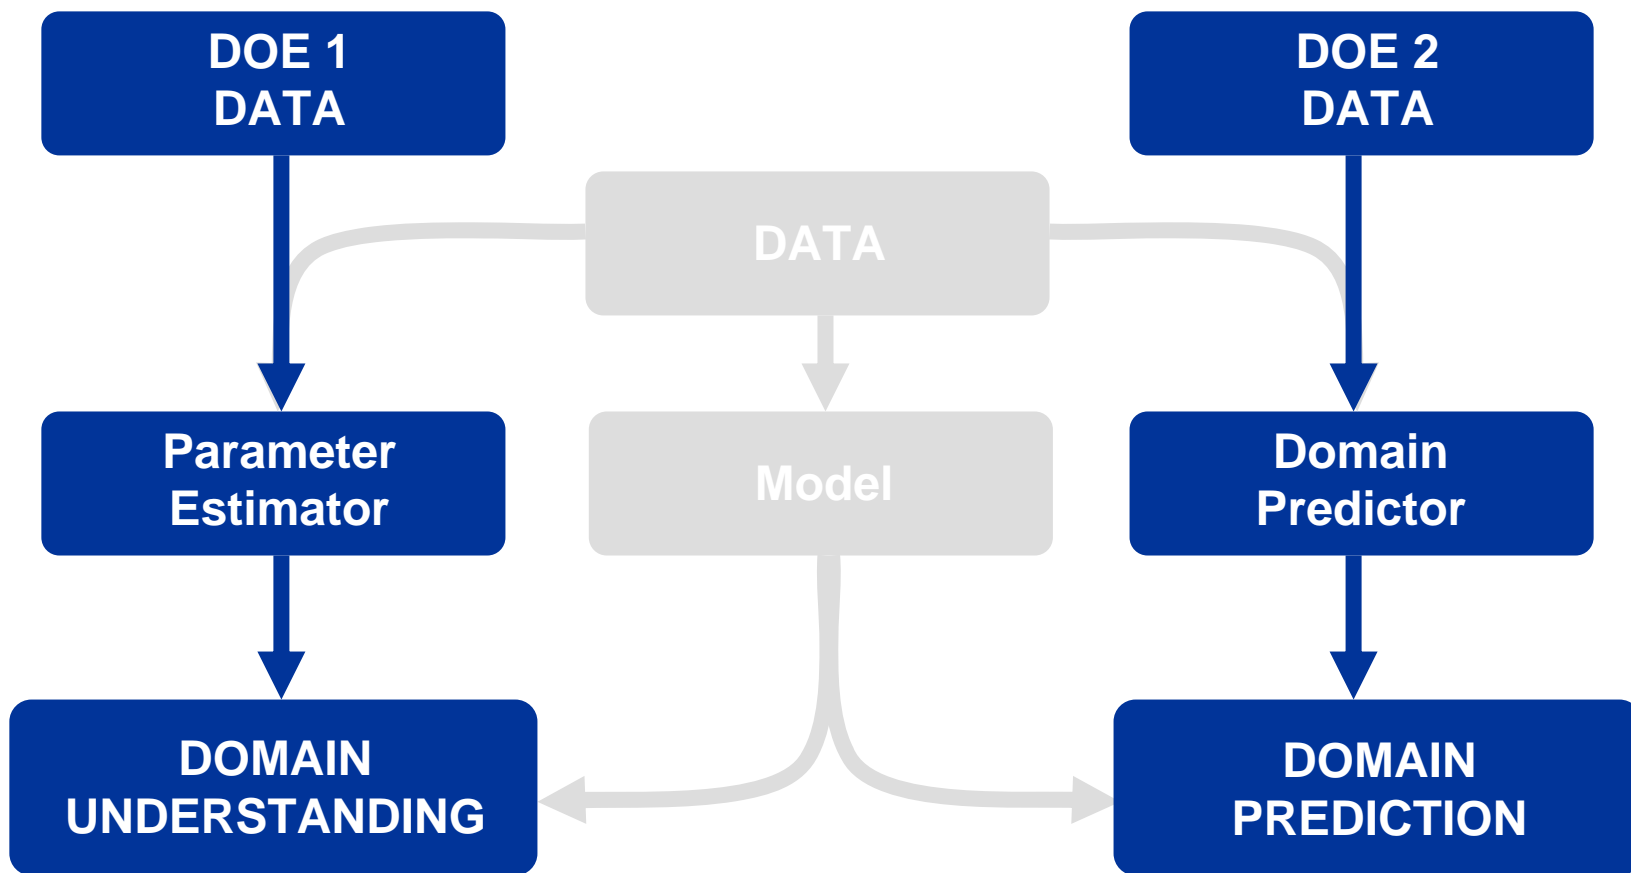 DOE 1
DATA
DOE 2
DATA
DATA
Parameter
Estimator
Model
Domain
Predictor
DOMAIN
UNDERSTANDING
DOMAIN
PREDICTION